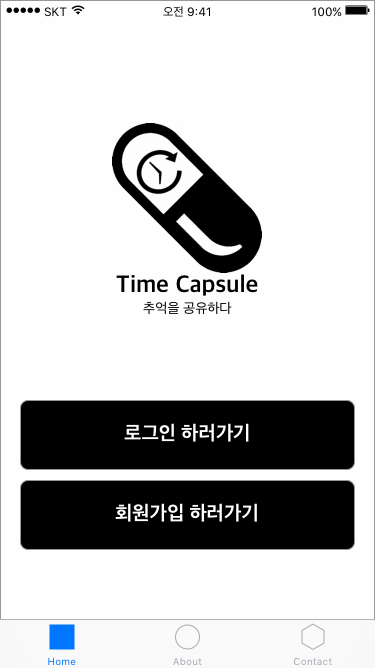 ●●●●● SKT 오전 9:41 100%
Time Capsule
추억을 공유하다
로그인 하러가기
회원가입 하러가기
Home About Contact